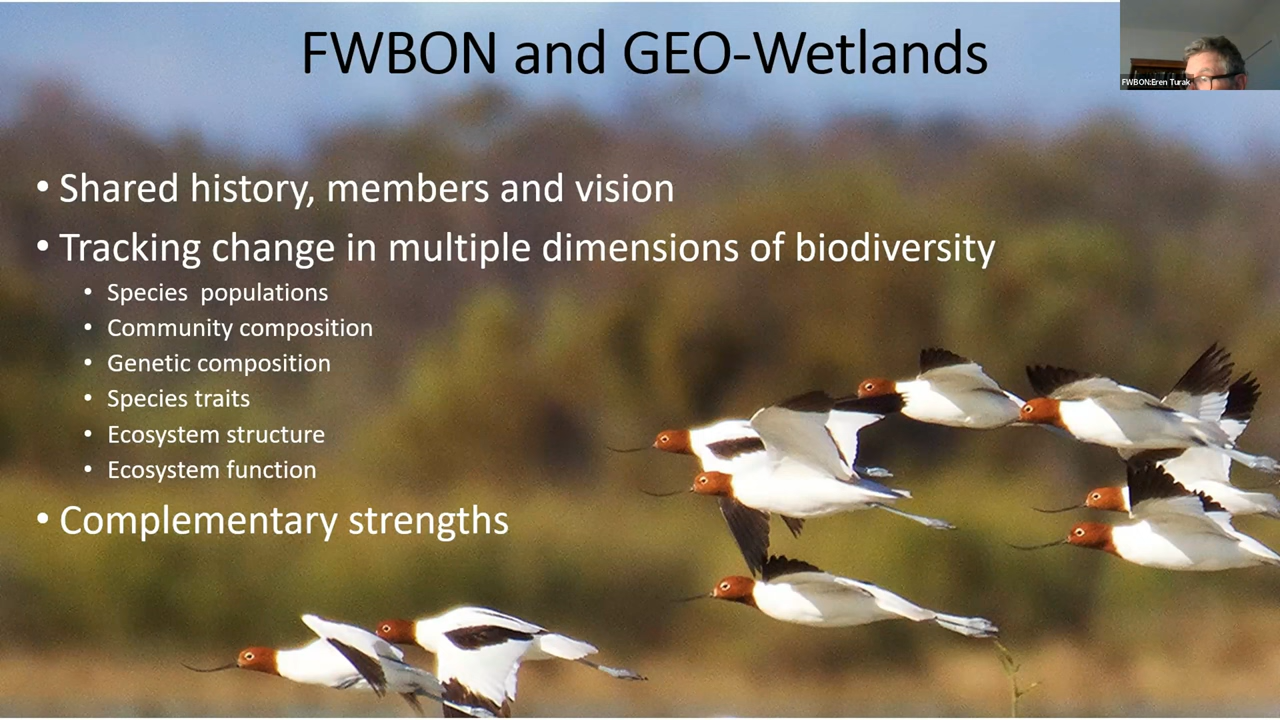 FWBON and GEO-Wetlands
FWBON:Eren Turak
• Shared history, members and vision
• Tracking change in multiple dimensions of biodiversity
• Species  populations
• Community composition
• Genetic composition
• Species traits
• Ecosystem structure
• Ecosystem function
• Complementary strengths